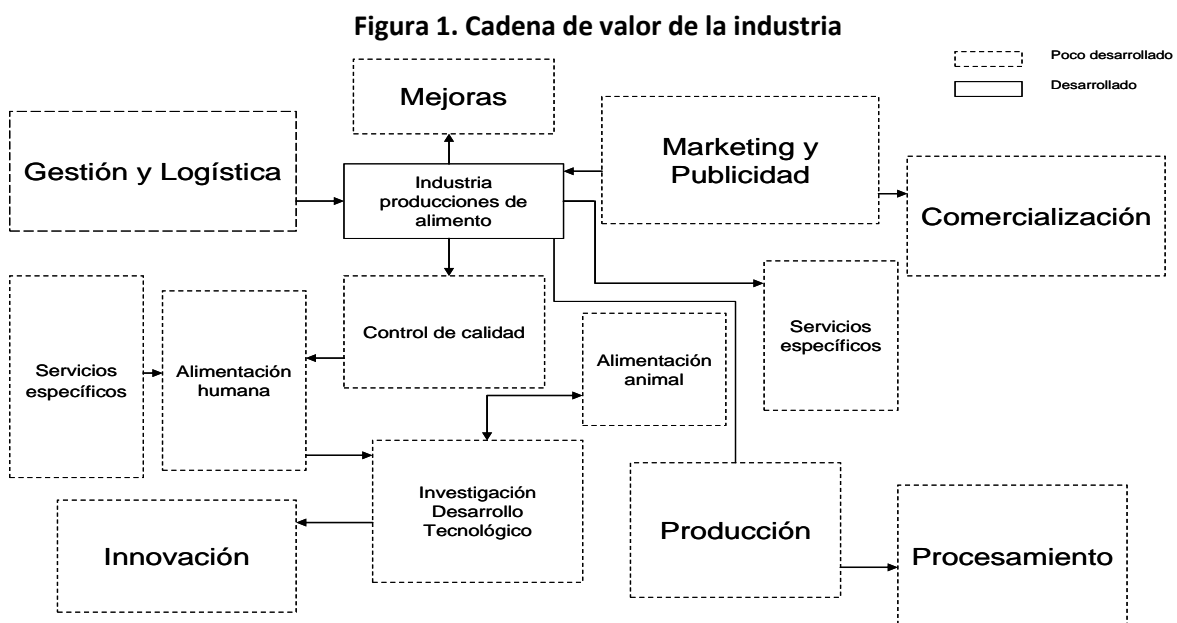 Figura 1. Cadena de valor de la industria
Poco desarrollado
Desarrollado
Mejoras
Gestión y Logística
Industria
producciones de
alimento
Marketing y
Publicidad
Comercialización
Servicios
específicos
Alimentación
humana
Control de calidad
Alimentación
animal
Servicios
específicos
Investigación
Desarrollo
Tecnológico
Innovación
Producción
Procesamiento